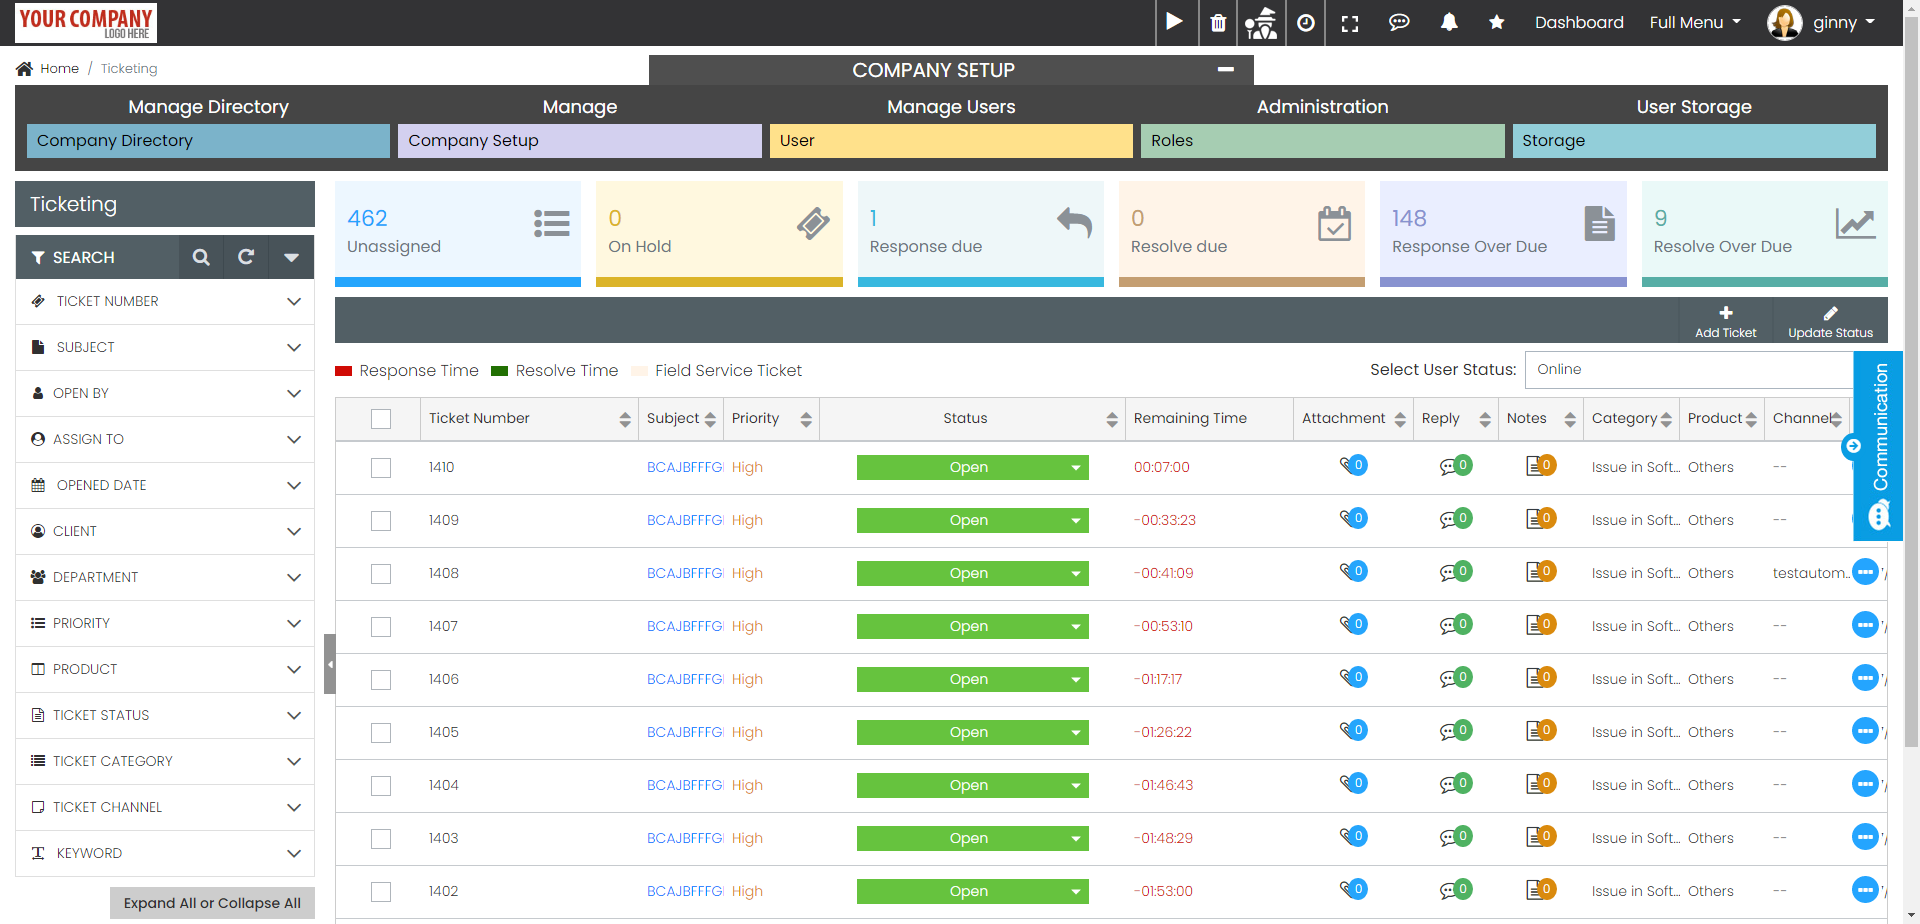 YOUR COMPANY
LOGO HERE
Dashboard
Full Menu
ginny
Home / Ticketing
COMPANY SETUP
Manage Directory
Manage
Manage Users
Administration
User Storage
Company Directory
Company Setup
User
Roles
Storage
Ticketing
462
Unassigned
0
On Hold
1
Response due
0
Resolve due
148
Response Over Due
9
Resolve Over Due
SEARCH
TICKET NUMBER
SUBJECT
OPEN BY
ASSIGN TO
OPENED DATE
CLIENT
DEPARTMENT
PRIORITY
PRODUCT
TICKET STATUS
TICKET CATEGORY
TICKET CHANNEL
KEYWORD
Expand All or Collapse All
Add Ticket
Update Status
Response Time
Resolve Time
Field Service Ticket
Select User Status:
Online
Communication
Ticket Number Subject Priority Status Remaining Time Attachment Reply Notes Category Product Channel
1410 BCAJBFFFG High Open 00:07:00 0 0 0 Issue in Soft... Others --
1409 BCAJBFFFG High Open -00:33:23 0 0 0 Issue in Soft... Others --
1408 BCAJBFFFG High Open -00:41:09 0 0 0 Issue in Soft... Others testautom...
1407 BCAJBFFFG High Open -00:53:10 0 0 0 Issue in Soft... Others --
1406 BCAJBFFFG High Open -01:17:17 0 0 0 Issue in Soft... Others --
1405 BCAJBFFFG High Open -01:26:22 0 0 0 Issue in Soft... Others --
1404 BCAJBFFFG High Open -01:46:43 0 0 0 Issue in Soft... Others --
1403 BCAJBFFFG High Open -01:48:29 0 0 0 Issue in Soft... Others --
1402 BCAJBFFFG High Open -01:53:00 0 0 0 Issue in Soft... Others --